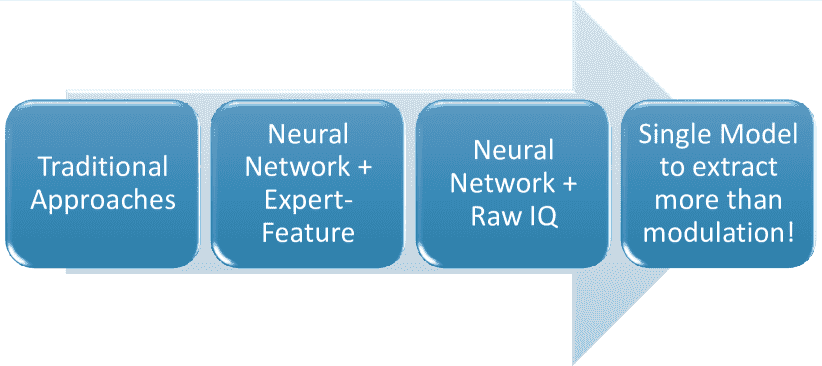 Traditional
Approaches
Neural
Network +
Expert-
Feature
Neural
Network +
Raw IQ
Single Model
to extract
more than
modulation!